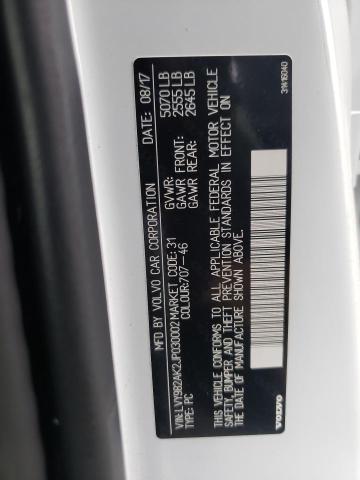 MFD BY VOLVO CAR CORPORATION DATE: 08/17
GVWR: 5070 LB
GAWR FRONT: 2555 LB
GAWR REAR: 2645 LB
VIN: LVY982AK2JP030002 MARKET CODE: 31
TYPE: PC COLOUR: 707-46
THIS VEHICLE CONFORMS TO ALL APPLICABLE FEDERAL MOTOR VEHICLE
SAFETY, BUMPER AND THEFT PREVENTION STANDARDS IN EFFECT ON
THE DATE OF MANUFACTURE SHOWN ABOVE.
VOLVO 31416040